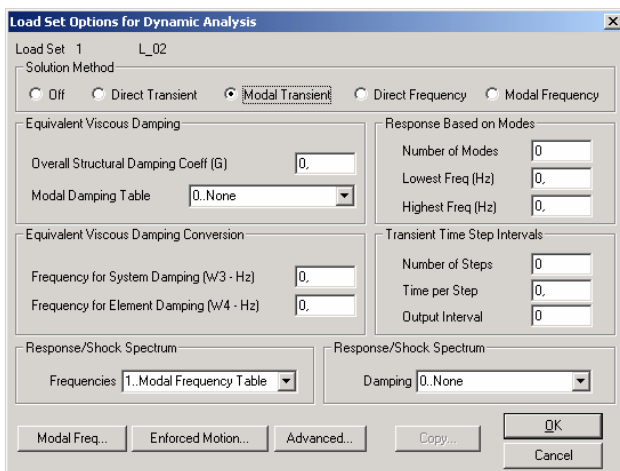 Load Set Options for Dynamic Analysis
Load Set 1 L_02
Solution Method
Off Direct Transient Modal Transient Direct Frequency Modal Frequency
Equivalent Viscous Damping
Overall Structural Damping Coeff (G) 0,
Modal Damping Table 0..None
Response Based on Modes
Number of Modes 0
Lowest Freq (Hz) 0,
Highest Freq (Hz) 0,
Equivalent Viscous Damping Conversion
Frequency for System Damping (W3 - Hz) 0,
Frequency for Element Damping (W4 - Hz) 0,
Transient Time Step Intervals
Number of Steps 0
Time per Step 0,
Output Interval 0
Response/Shock Spectrum
Frequencies 1..Modal Frequency Table
Response/Shock Spectrum
Damping 0..None
Modal Freq... Enforced Motion... Advanced... Copy... OK
Cancel